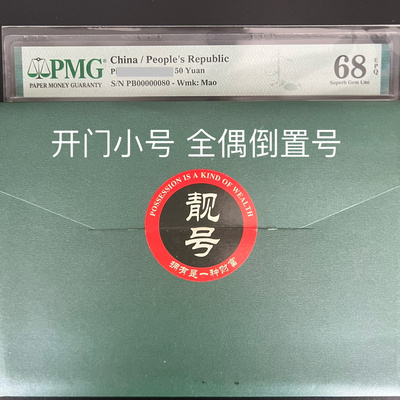 PMG
PAPER MONEY GUARANTY
China / People's Republic
50 Yuan
S/N PB00000080 - Wmk: Mao
68 EPQ
Superb Gem Unc
开门小号 全偶倒置号
POSSESSION IS A KIND OF WEALTH
靓号
拥有是一种财富